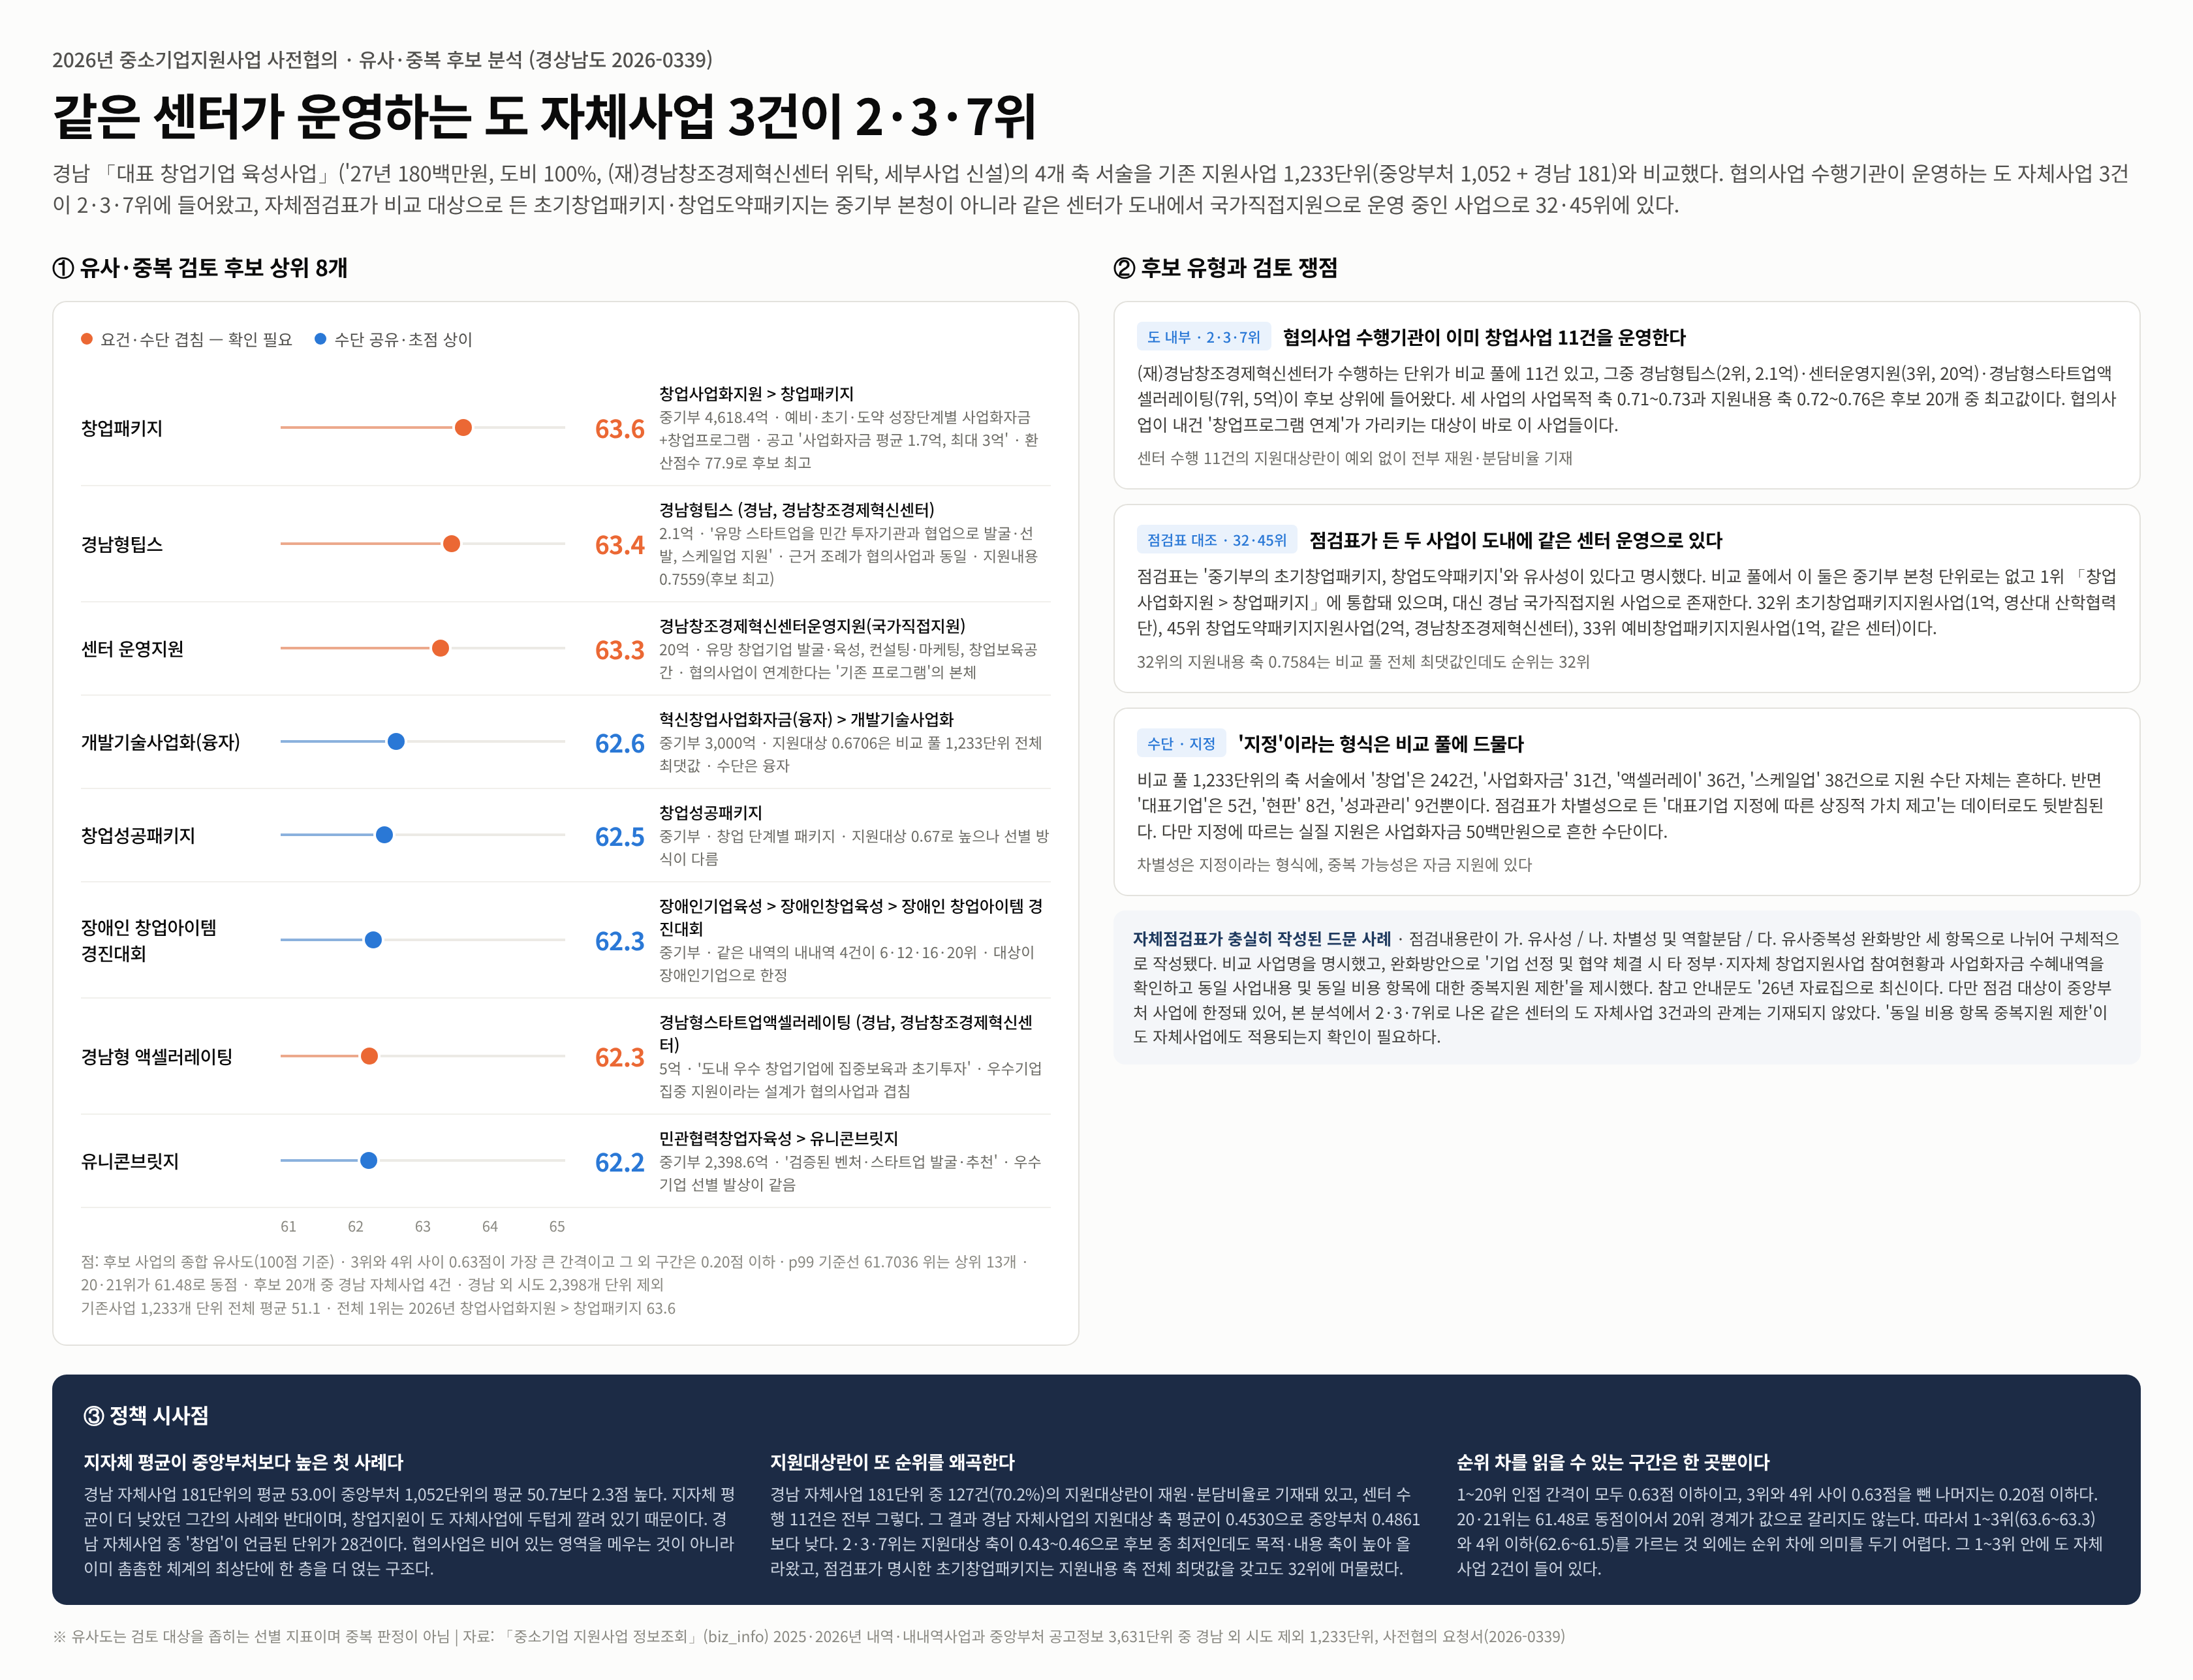 2026년 중소기업지원사업 사전협의 · 유사·중복 후보 분석 (경상남도 2026-0339)
같은 센터가 운영하는 도 자체사업 3건이 2·3·7위
경남 「대표 창업기업 육성사업」('27년 180백만원, 도비 100%, (재)경남창조경제혁신센터 위탁, 세부사업 신설)의 4개 축 서술을 기존 지원사업 1,233단위(중앙부처 1,052 + 경남 181)와 비교했다. 협의사업 수행기관이 운영하는 도 자체사업 3건
이 2·3·7위에 들어왔고, 자체점검표가 비교 대상으로 든 초기창업패키지·창업도약패키지는 중기부 본청이 아니라 같은 센터가 도내에서 국가직접지원으로 운영 중인 사업으로 32·45위에 있다.
① 유사·중복 검토 후보 상위 8개
요건·수단 겹침 — 확인 필요
수단 공유·초점 상이
창업패키지
63.6
창업사업화지원 > 창업패키지
중기부 4,618.4억 · 예비·초기·도약 성장단계별 사업화자금
+창업프로그램 · 공고 '사업화자금 평균 1.7억, 최대 3억' · 환
산점수 77.9로 후보 최고
경남형팁스
63.4
경남형팁스 (경남, 경남창조경제혁신센터)
2.1억 · '유망 스타트업을 민간 투자기관과 협업으로 발굴·선
발, 스케일업 지원' · 근거 조례가 협의사업과 동일 · 지원내용
0.7559(후보 최고)
센터 운영지원
63.3
경남창조경제혁신센터운영지원(국가직접지원)
20억 · 유망 창업기업 발굴·육성, 컨설팅·마케팅, 창업보육공
간 · 협의사업이 연계한다는 '기존 프로그램'의 본체
개발기술사업화(융자)
62.6
혁신창업사업화자금(융자) > 개발기술사업화
중기부 3,000억 · 지원대상 0.6706은 비교 풀 1,233단위 전체
최댓값 · 수단은 융자
창업성공패키지
62.5
창업성공패키지
중기부 · 창업 단계별 패키지 · 지원대상 0.67로 높으나 선별 방
식이 다름
장애인 창업아이템
경진대회
62.3
장애인기업육성 > 장애인창업육성 > 장애인 창업아이템 경
진대회
중기부 · 같은 내역의 내내역 4건이 6·12·16·20위 · 대상이
장애인기업으로 한정
경남형 액셀러레이팅
62.3
경남형스타트업액셀러레이팅 (경남, 경남창조경제혁신센
터)
5억 · '도내 우수 창업기업에 집중보육과 초기투자' · 우수기업
집중 지원이라는 설계가 협의사업과 겹침
유니콘브릿지
62.2
민관협력창업자육성 > 유니콘브릿지
중기부 2,398.6억 · '검증된 벤처·스타트업 발굴·추천' · 우수
기업 선별 발상이 같음
61 62 63 64 65
점: 후보 사업의 종합 유사도(100점 기준) · 3위와 4위 사이 0.63점이 가장 큰 간격이고 그 외 구간은 0.20점 이하 · p99 기준선 61.7036 위는 상위 13개 ·
20·21위가 61.48로 동점 · 후보 20개 중 경남 자체사업 4건 · 경남 외 시도 2,398개 단위 제외
기존사업 1,233개 단위 전체 평균 51.1 · 전체 1위는 2026년 창업사업화지원 > 창업패키지 63.6
② 후보 유형과 검토 쟁점
도 내부 · 2·3·7위 협의사업 수행기관이 이미 창업사업 11건을 운영한다
(재)경남창조경제혁신센터가 수행하는 단위가 비교 풀에 11건 있고, 그중 경남형팁스(2위, 2.1억)·센터운영지원(3위, 20억)·경남형스타트업액
셀러레이팅(7위, 5억)이 후보 상위에 들어왔다. 세 사업의 사업목적 축 0.71~0.73과 지원내용 축 0.72~0.76은 후보 20개 중 최고값이다. 협의사
업이 내건 '창업프로그램 연계'가 가리키는 대상이 바로 이 사업들이다.
센터 수행 11건의 지원대상란이 예외 없이 전부 재원·분담비율 기재
점검표 대조 · 32·45위 점검표가 든 두 사업이 도내에 같은 센터 운영으로 있다
점검표는 '중기부의 초기창업패키지, 창업도약패키지'와 유사성이 있다고 명시했다. 비교 풀에서 이 둘은 중기부 본청 단위로는 없고 1위 「창업
사업화지원 > 창업패키지」에 통합돼 있으며, 대신 경남 국가직접지원 사업으로 존재한다. 32위 초기창업패키지지원사업(1억, 영산대 산학협력
단), 45위 창업도약패키지지원사업(2억, 경남창조경제혁신센터), 33위 예비창업패키지지원사업(1억, 같은 센터)이다.
32위의 지원내용 축 0.7584는 비교 풀 전체 최댓값인데도 순위는 32위
수단 · 지정 '지정'이라는 형식은 비교 풀에 드물다
비교 풀 1,233단위의 축 서술에서 '창업'은 242건, '사업화자금' 31건, '액셀러레이' 36건, '스케일업' 38건으로 지원 수단 자체는 흔하다. 반면
'대표기업'은 5건, '현판' 8건, '성과관리' 9건뿐이다. 점검표가 차별성으로 든 '대표기업 지정에 따른 상징적 가치 제고'는 데이터로도 뒷받침된
다. 다만 지정에 따르는 실질 지원은 사업화자금 50백만원으로 흔한 수단이다.
차별성은 지정이라는 형식에, 중복 가능성은 자금 지원에 있다
자체점검표가 충실히 작성된 드문 사례 · 점검내용란이 가. 유사성 / 나. 차별성 및 역할분담 / 다. 유사중복성 완화방안 세 항목으로 나뉘어 구체적으
로 작성됐다. 비교 사업명을 명시했고, 완화방안으로 '기업 선정 및 협약 체결 시 타 정부·지자체 창업지원사업 참여현황과 사업화자금 수혜내역을
확인하고 동일 사업내용 및 동일 비용 항목에 대한 중복지원 제한'을 제시했다. 참고 안내문도 '26년 자료집으로 최신이다. 다만 점검 대상이 중앙부
처 사업에 한정돼 있어, 본 분석에서 2·3·7위로 나온 같은 센터의 도 자체사업 3건과의 관계는 기재되지 않았다. '동일 비용 항목 중복지원 제한'이
도 자체사업에도 적용되는지 확인이 필요하다.
③ 정책 시사점
지자체 평균이 중앙부처보다 높은 첫 사례다
경남 자체사업 181단위의 평균 53.0이 중앙부처 1,052단위의 평균 50.7보다 2.3점 높다. 지자체 평
균이 더 낮았던 그간의 사례와 반대이며, 창업지원이 도 자체사업에 두텁게 깔려 있기 때문이다. 경
남 자체사업 중 '창업'이 언급된 단위가 28건이다. 협의사업은 비어 있는 영역을 메우는 것이 아니라
이미 촘촘한 체계의 최상단에 한 층을 더 얹는 구조다.
지원대상란이 또 순위를 왜곡한다
경남 자체사업 181단위 중 127건(70.2%)의 지원대상란이 재원·분담비율로 기재돼 있고, 센터 수
행 11건은 전부 그렇다. 그 결과 경남 자체사업의 지원대상 축 평균이 0.4530으로 중앙부처 0.4861
보다 낮다. 2·3·7위는 지원대상 축이 0.43~0.46으로 후보 중 최저인데도 목적·내용 축이 높아 올
라왔고, 점검표가 명시한 초기창업패키지는 지원내용 축 전체 최댓값을 갖고도 32위에 머물렀다.
순위 차를 읽을 수 있는 구간은 한 곳뿐이다
1~20위 인접 간격이 모두 0.63점 이하이고, 3위와 4위 사이 0.63점을 뺀 나머지는 0.20점 이하다.
20·21위는 61.48로 동점이어서 20위 경계가 값으로 갈리지도 않는다. 따라서 1~3위(63.6~63.3)
와 4위 이하(62.6~61.5)를 가르는 것 외에는 순위 차에 의미를 두기 어렵다. 그 1~3위 안에 도 자체
사업 2건이 들어 있다.
※ 유사도는 검토 대상을 좁히는 선별 지표이며 중복 판정이 아님 | 자료: 「중소기업 지원사업 정보조회」(biz_info) 2025·2026년 내역·내내역사업과 중앙부처 공고정보 3,631단위 중 경남 외 시도 제외 1,233단위, 사전협의 요청서(2026-0339)